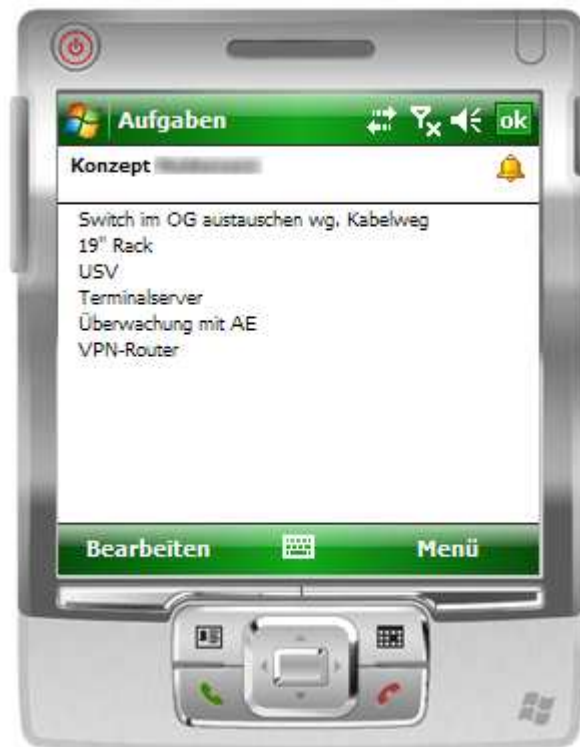 Aufgaben
ok
Konzept
Switch im OG austauschen wg. Kabelweg
19" Rack
USV
Terminalserver
Überwachung mit AE
VPN-Router
Bearbeiten
Menü